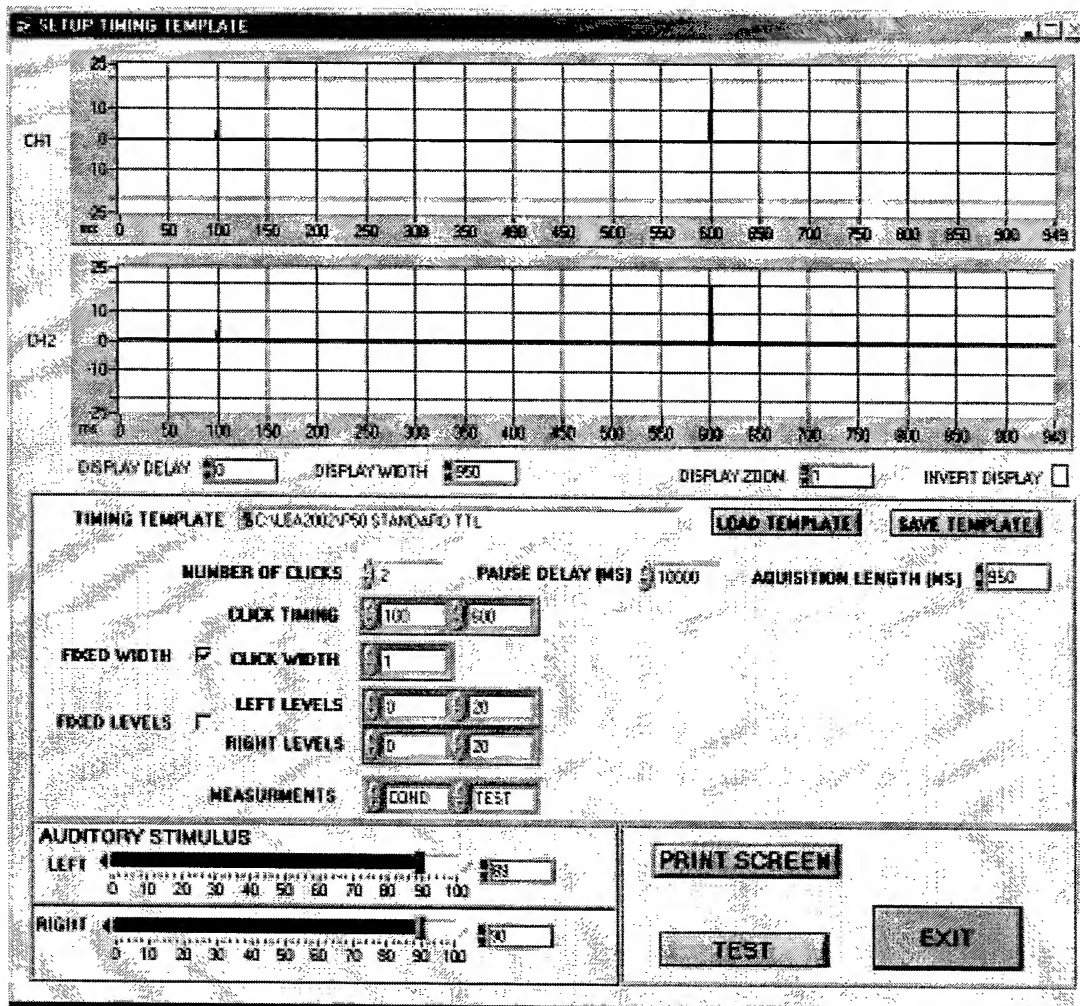 SETUP TIMING TEMPLATE
CH1
25
10
0
-10
-25
ms 0 50 100 150 200 250 300 350 400 450 500 550 600 650 700 750 800 850 900 949
CH2
25
10
0
-10
-25
ms 0 50 100 150 200 250 300 350 400 450 500 550 600 650 700 750 800 850 900 949
DISPLAY DELAY 0 DISPLAY WIDTH 950 DISPLAY ZOOM 1 INVERT DISPLAY
TIMING TEMPLATE STANDARD TTL LOAD TEMPLATE SAVE TEMPLATE
NUMBER OF CLICKS 2 PAUSE DELAY (MS) 10000 AQUISITION LENGTH (MS) 950
CLICK TIMING 100 600
FIXED WIDTH CLICK WIDTH 1
LEFT LEVELS 0 20
FIXED LEVELS
RIGHT LEVELS 0 20
MEASURMENTS COND TEST
AUDITORY STIMULUS
LEFT
0 10 20 30 40 50 60 70 80 90 100
RIGHT 90
0 10 20 30 40 50 60 70 80 90 100
PRINT SCREEN
TEST
EXIT